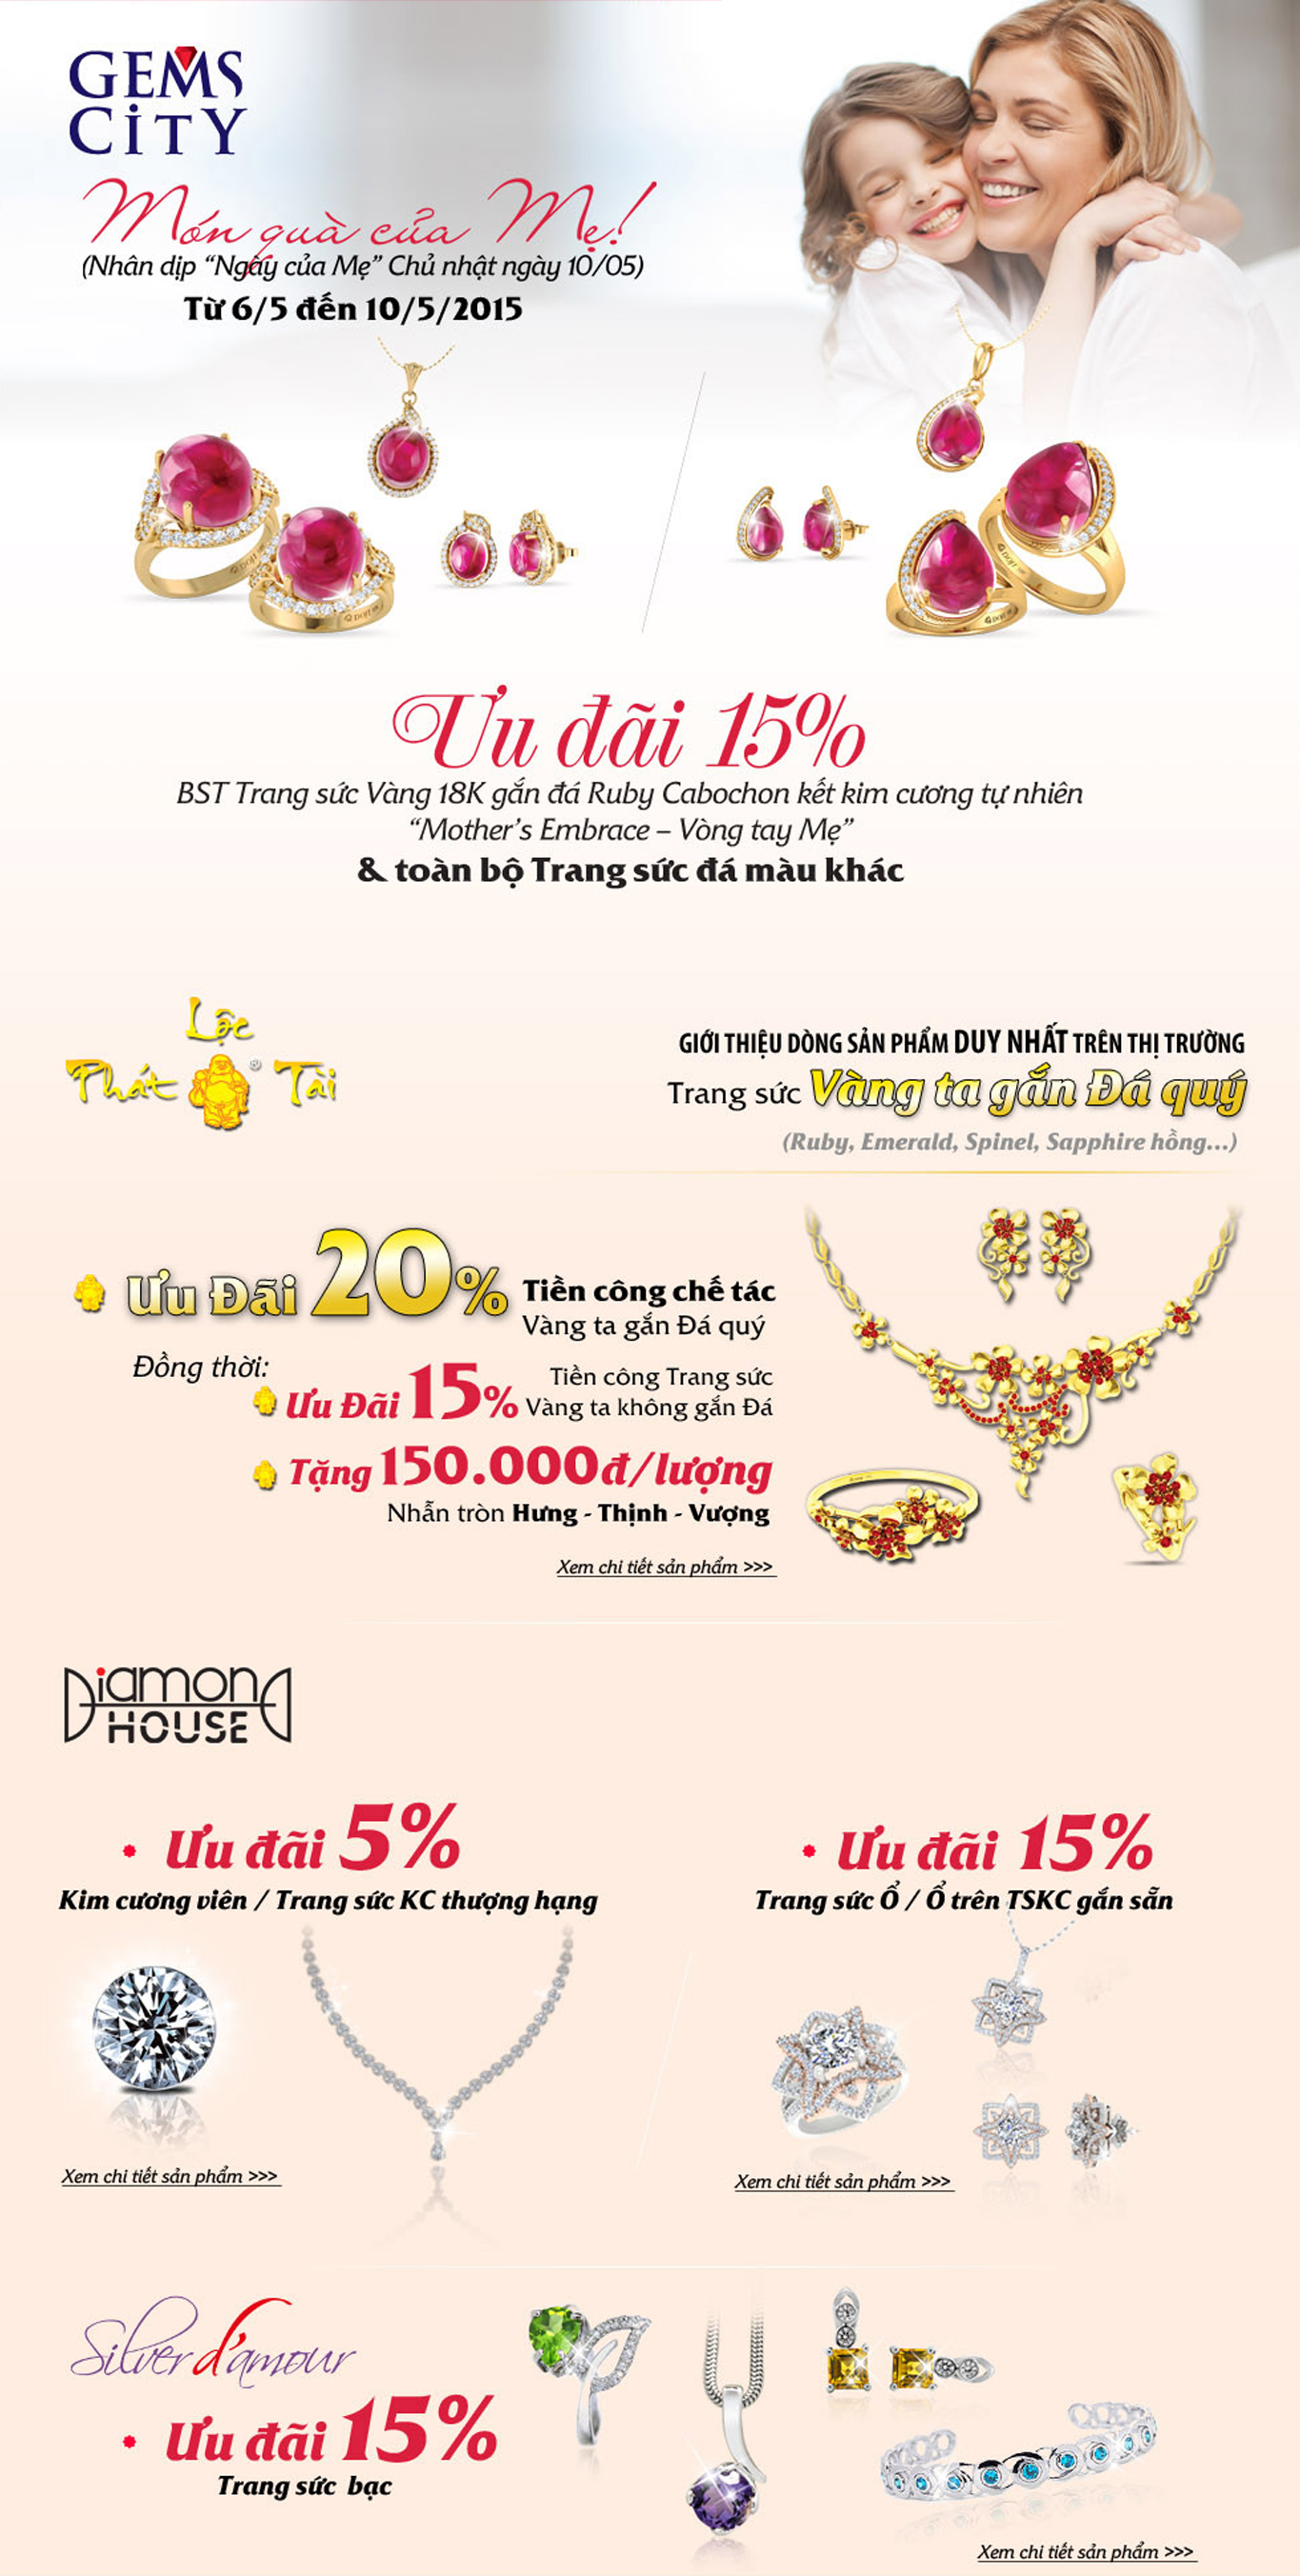 GEMS
CiTY
Món quà của Mẹ!
(Nhân dịp “Ngày của Mẹ” Chủ nhật ngày 10/05)
Từ 6/5 đến 10/5/2015
DOJI
DOJI
DOJI
Ưu đãi 15%
BST Trang sức Vàng 18K gắn đá Ruby Cabochon kết kim cương tự nhiên
“Mother’s Embrace – Vòng tay Mẹ”
& toàn bộ Trang sức đá màu khác
Lộc
Phát ® Tài
GIỚI THIỆU DÒNG SẢN PHẨM DUY NHẤT TRÊN THỊ TRƯỜNG
Trang sức Vàng ta gắn Đá quý
(Ruby, Emerald, Spinel, Sapphire hồng...)
Ưu Đãi 20% Tiền công chế tác
Vàng ta gắn Đá quý
Đồng thời:
Ưu Đãi 15% Tiền công Trang sức
Vàng ta không gắn Đá
Tặng 150.000đ/lượng
Nhẫn tròn Hưng - Thịnh - Vượng
Xem chi tiết sản phẩm >>>
Diamond
HOUSE
• Ưu đãi 5%
Kim cương viên / Trang sức KC thượng hạng
Xem chi tiết sản phẩm >>>
• Ưu đãi 15%
Trang sức Ổ / Ổ trên TSKC gắn sẵn
Xem chi tiết sản phẩm >>>
Silver d'amour
• Ưu đãi 15%
Trang sức bạc
Xem chi tiết sản phẩm >>>